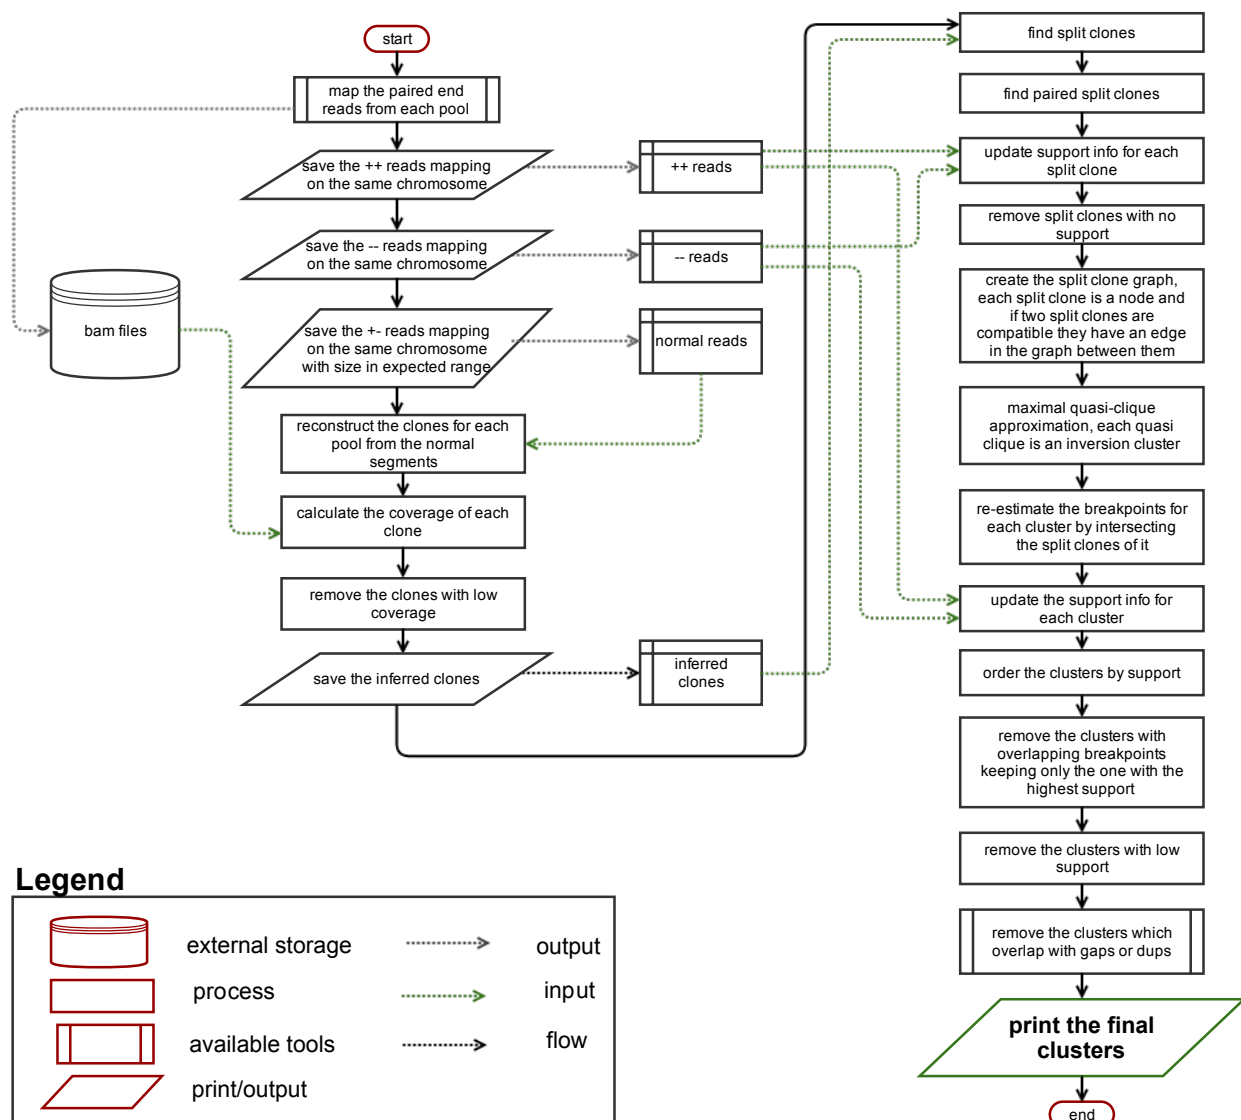 start
map the paired end
reads from each pool
save the ++ reads mapping
on the same chromosome
++ reads
save the -- reads mapping
on the same chromosome
-- reads
bam files
save the +- reads mapping
on the same chromosome
with size in expected range
normal reads
reconstruct the clones for each
pool from the normal
segments
calculate the coverage of each
clone
remove the clones with low
coverage
save the inferred clones
inferred
clones
find split clones
find paired split clones
update support info for each
split clone
remove split clones with no
support
create the split clone graph,
each split clone is a node and
if two split clones are
compatible they have an edge
in the graph between them
maximal quasi-clique
approximation, each quasi
clique is an inversion cluster
re-estimate the breakpoints for
each cluster by intersecting
the split clones of it
update the support info for
each cluster
order the clusters by support
remove the clusters with
overlapping breakpoints
keeping only the one with the
highest support
remove the clusters with low
support
remove the clusters which
overlap with gaps or dups
print the final
clusters
end
Legend
external storage
output
process
input
available tools
flow
print/output